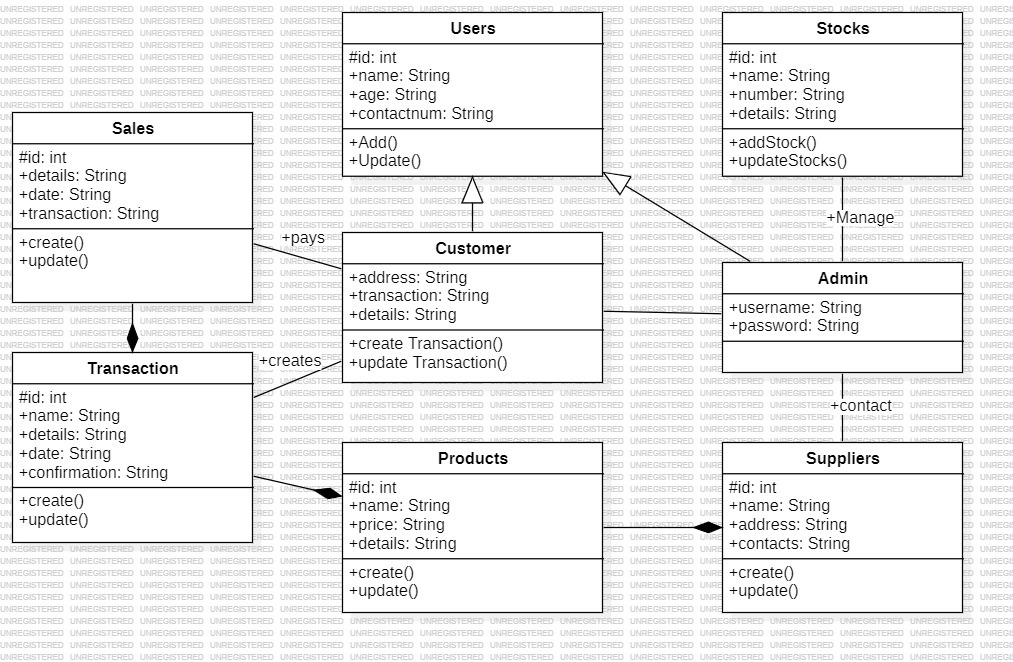 Users
#id: int
+name: String
+age: String
+contactnum: String
+Add()
+Update()
Stocks
#id: int
+name: String
+number: String
+details: String
+addStock()
+updateStocks()
Sales
#id: int
+details: String
+date: String
+transaction: String
+create()
+update()
+pays
+Manage
Customer
+address: String
+transaction: String
+details: String
+create Transaction()
+update Transaction()
Admin
+username: String
+password: String
+creates
+contact
Transaction
#id: int
+name: String
+details: String
+date: String
+confirmation: String
+create()
+update()
Products
#id: int
+name: String
+price: String
+details: String
+create()
+update()
Suppliers
#id: int
+name: String
+address: String
+contacts: String
+create()
+update()
UNREGISTERED